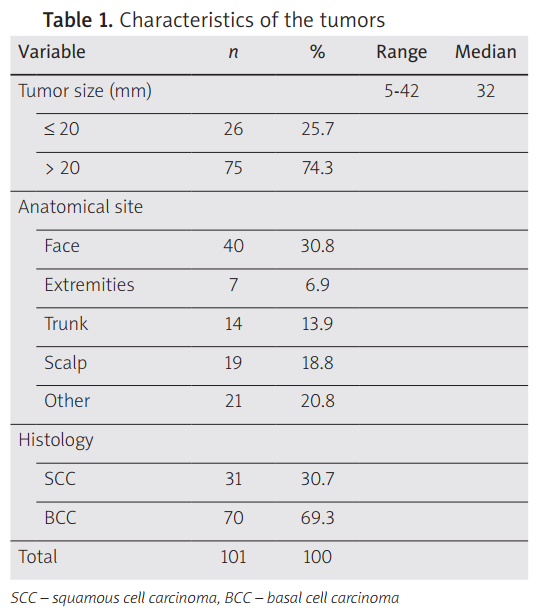 Table 1. Characteristics of the tumors
Variable n % Range Median
Tumor size (mm) 5-42 32
≤ 20 26 25.7
> 20 75 74.3
Anatomical site
Face 40 30.8
Extremities 7 6.9
Trunk 14 13.9
Scalp 19 18.8
Other 21 20.8
Histology
SCC 31 30.7
BCC 70 69.3
Total 101 100
SCC – squamous cell carcinoma, BCC – basal cell carcinoma